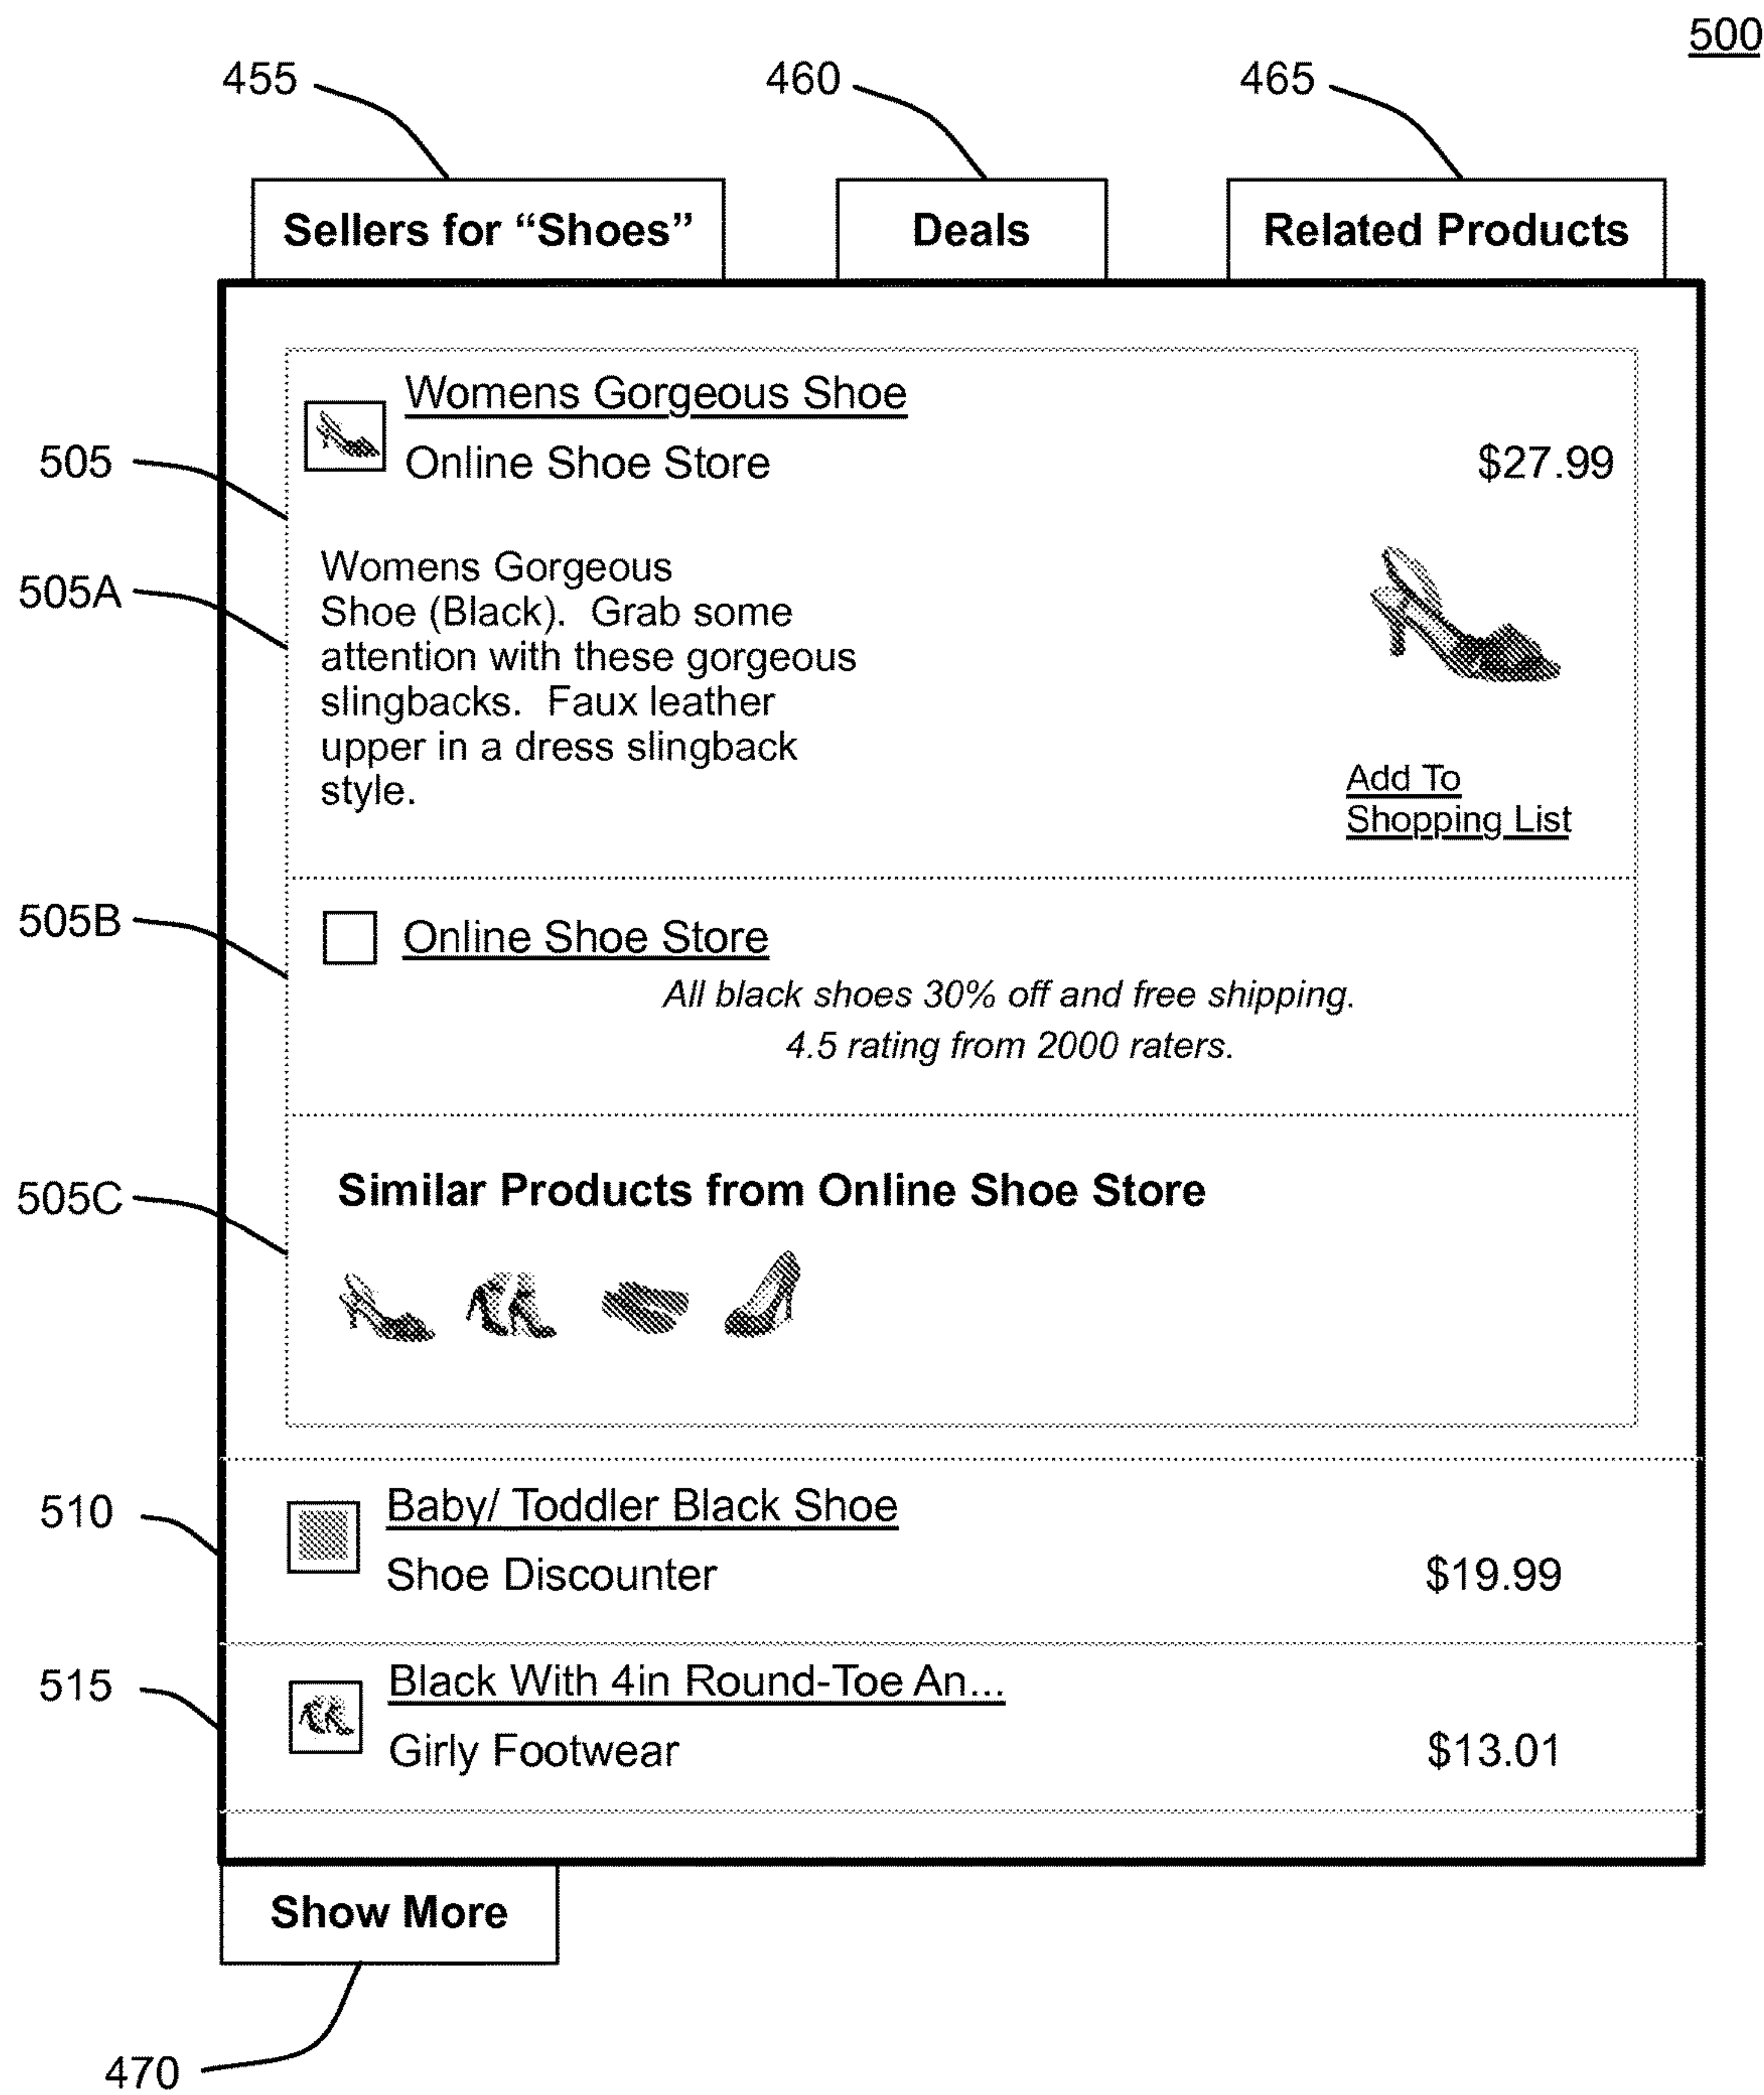 500
455
460
465
Sellers for “Shoes”
Deals
Related Products
Womens Gorgeous Shoe
505
Online Shoe Store
$27.99
505A
Womens Gorgeous
Shoe (Black).  Grab some
attention with these gorgeous
slingbacks.  Faux leather
upper in a dress slingback
style.
Add To
Shopping List
505B
Online Shoe Store
All black shoes 30% off and free shipping.
4.5 rating from 2000 raters.
505C
Similar Products from Online Shoe Store
510
Baby/ Toddler Black Shoe
Shoe Discounter
$19.99
515
Black With 4in Round-Toe An...
Girly Footwear
$13.01
Show More
470